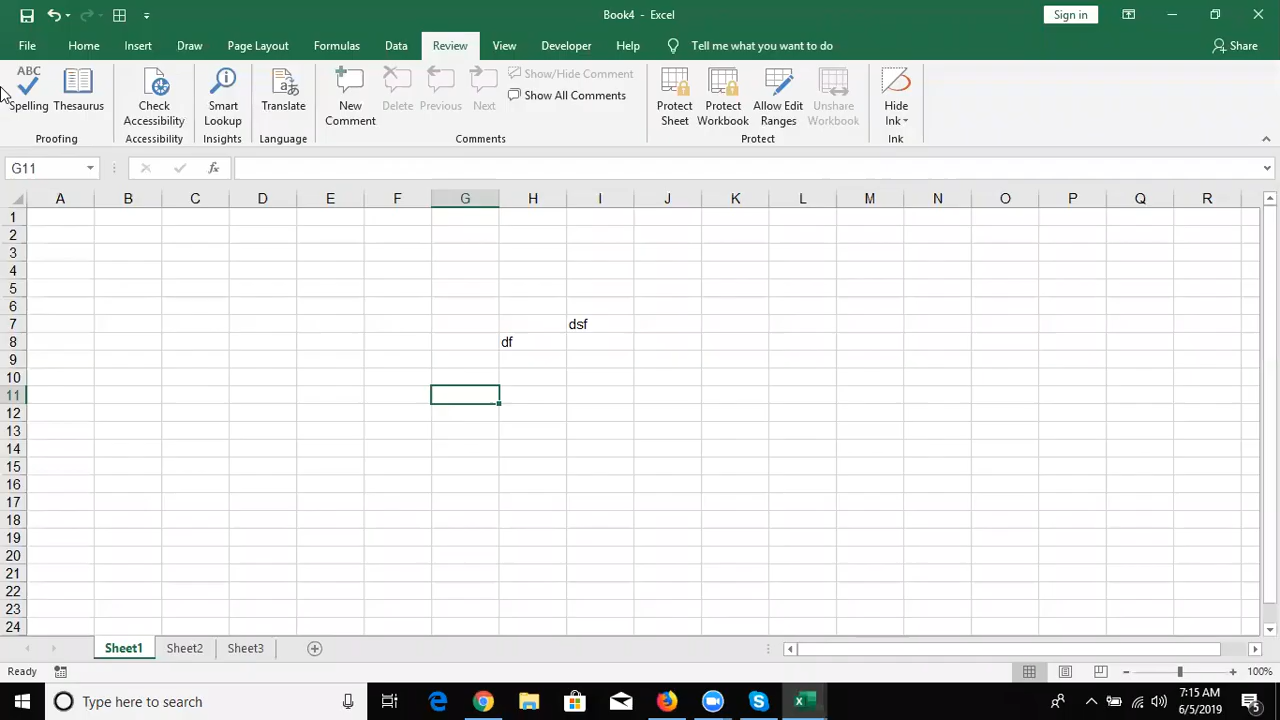 Book4 - Excel
Sign in
File Home Insert Draw Page Layout Formulas Data Review View Developer Help Tell me what you want to do Share
ABC
Spelling Thesaurus Check Accessibility Smart Lookup Translate New Comment Delete Previous Next Show/Hide Comment Show All Comments Protect Sheet Protect Workbook Allow Edit Ranges Unshare Workbook Hide Ink
Proofing Accessibility Insights Language Comments Protect Ink
G11 fx
A B C D E F G H I J K L M N O P Q R
1
2
3
4
5
6
7 dsf
8 df
9
10
11
12
13
14
15
16
17
18
19
20
21
22
23
24
Sheet1 Sheet2 Sheet3
Ready 100%
Type here to search
7:15 AM
6/5/2019
5